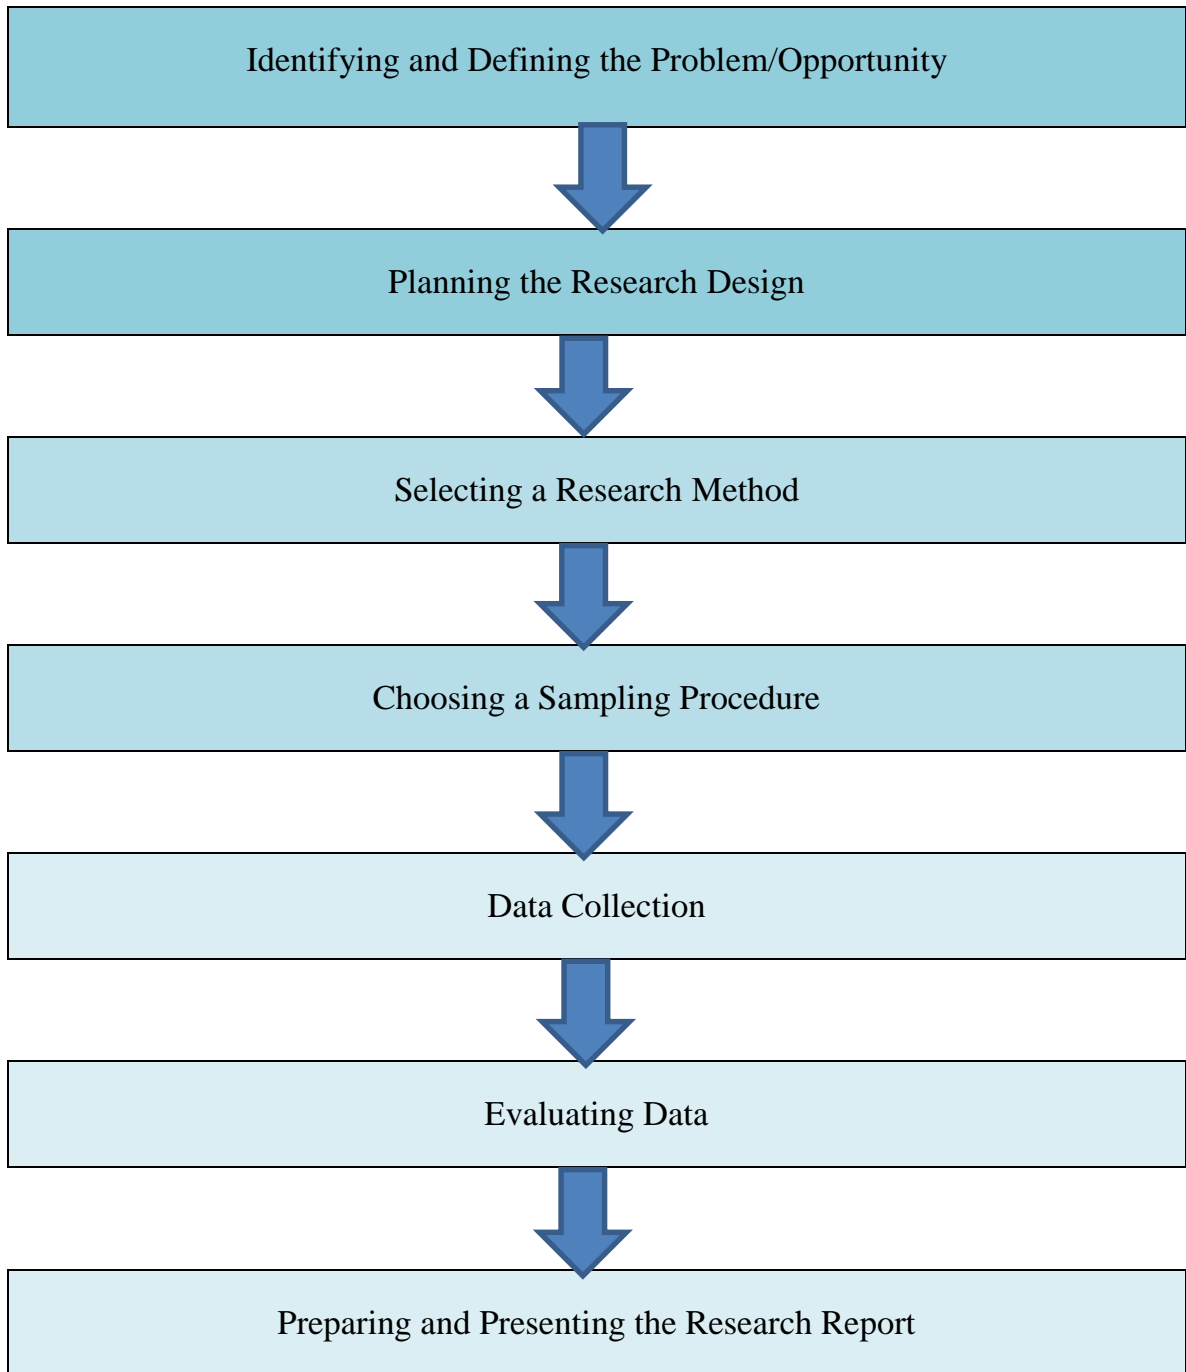 Identifying and Defining the Problem/Opportunity
Planning the Research Design
Selecting a Research Method
Choosing a Sampling Procedure
Data Collection
Evaluating Data
Preparing and Presenting the Research Report